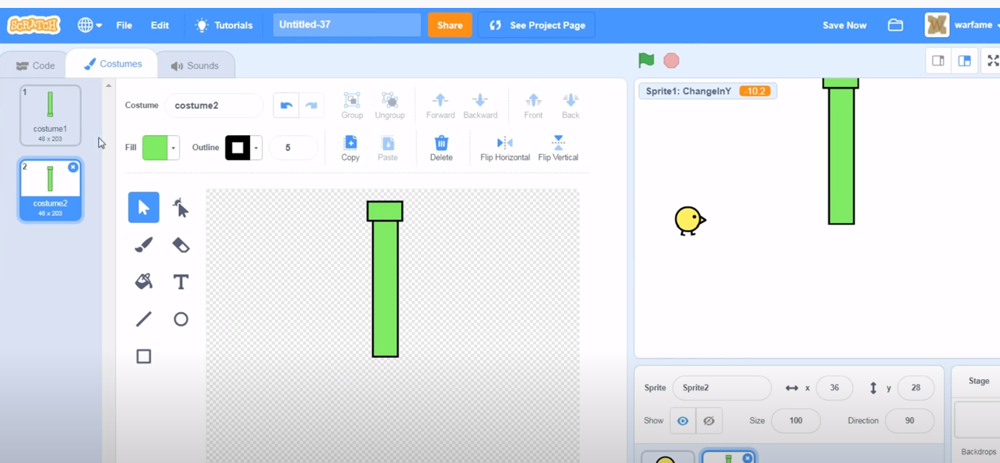 SCRATCH File Edit Tutorials Untitled-37 Share See Project Page Save Now warfame
Code Costumes Sounds
1
costume1
48 x 203
2
costume2
48 x 203
Costume costume2
Group Ungroup Forward Backward Front Back
Fill Outline 5
Copy Paste Delete Flip Horizontal Flip Vertical
T
Sprite1: ChangeInY -10.2
Sprite Sprite2 x 36 y 28
Show Size 100 Direction 90
Stage
Backdrops